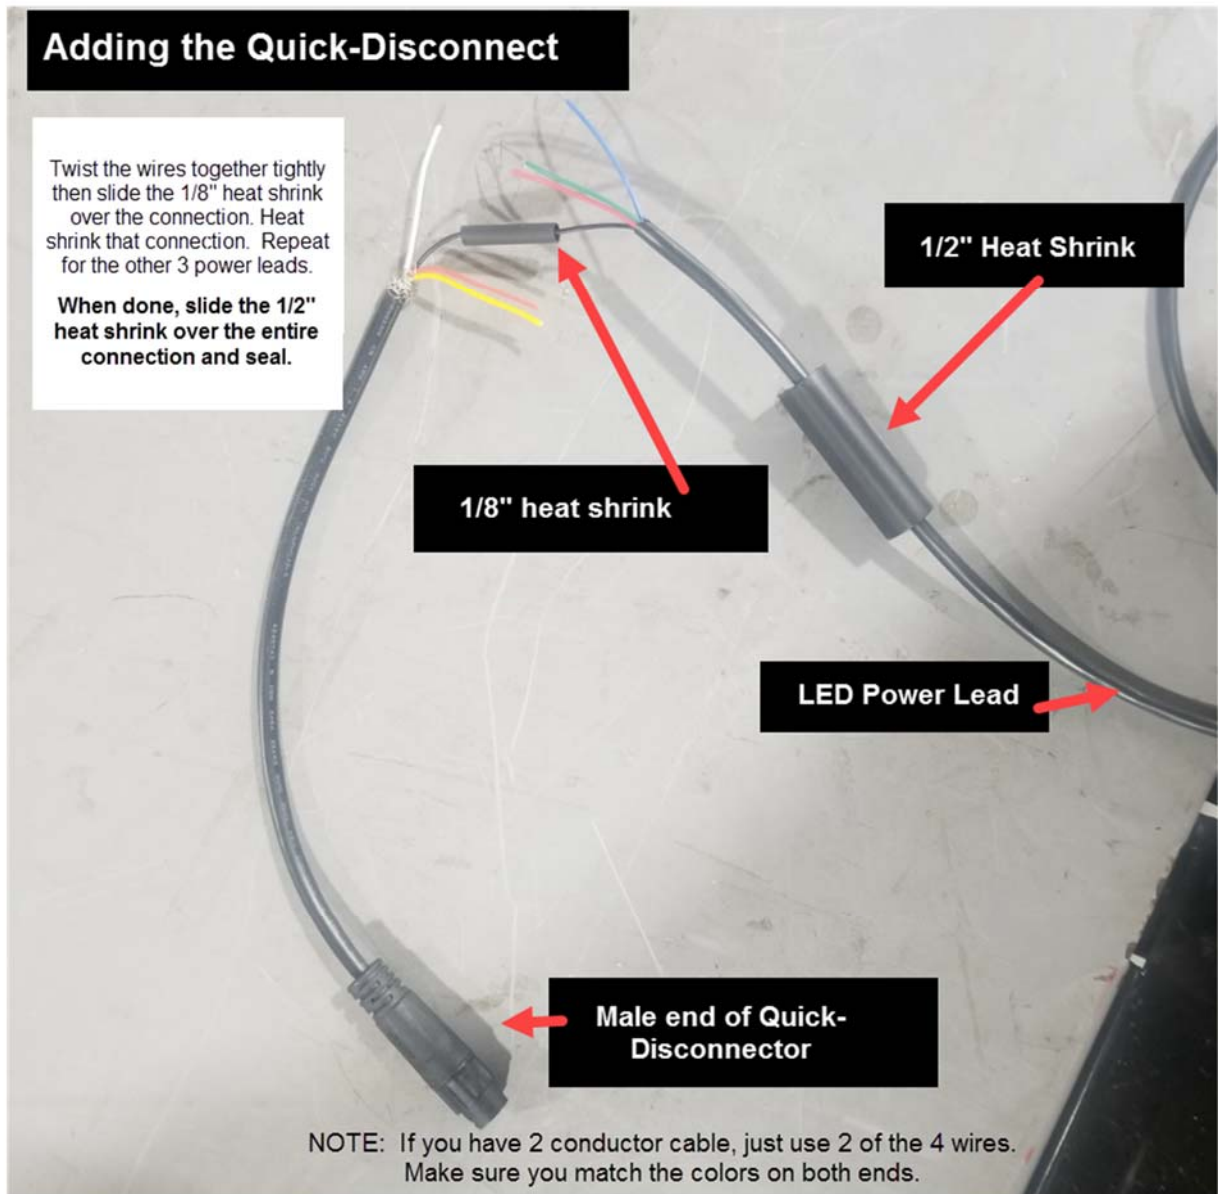 Adding the Quick-Disconnect
Twist the wires together tightly
then slide the 1/8" heat shrink
over the connection. Heat
shrink that connection.  Repeat
for the other 3 power leads.
When done, slide the 1/2"
heat shrink over the entire
connection and seal.
1/2" Heat Shrink
1/8" heat shrink
LED Power Lead
Male end of Quick-
Disconnector
NOTE:  If you have 2 conductor cable, just use 2 of the 4 wires.
Make sure you match the colors on both ends.